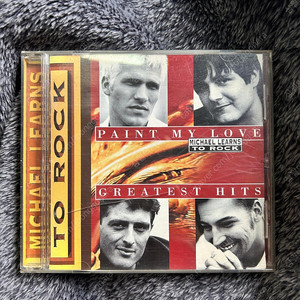 MICHAEL LEARNS
TO ROCK
PAINT MY LOVE
MICHAEL LEARNS
TO ROCK
GREATEST HITS